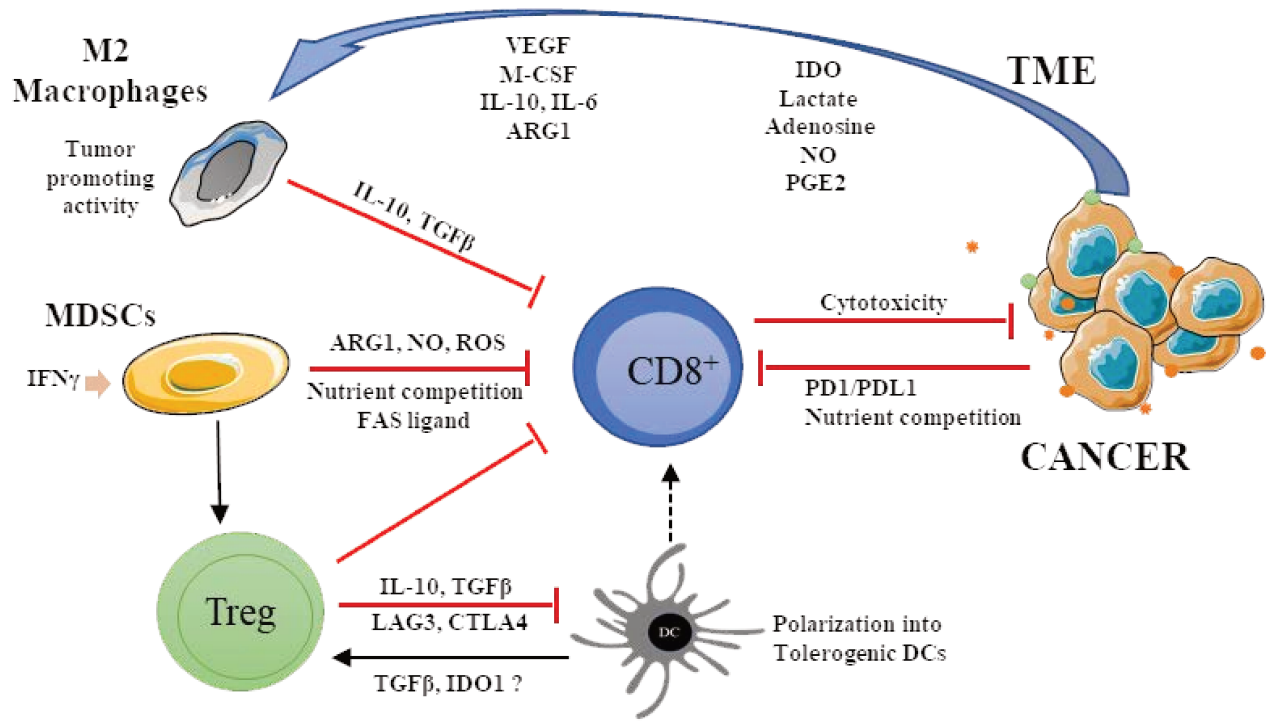 M2
Macrophages
Tumor
promoting
activity
VEGF
M-CSF
IL-10, IL-6
ARG1
IDO
Lactate
Adenosine
NO
PGE2
TME
IL-10, TGFβ
MDSCs
IFNγ
ARG1, NO, ROS
Nutrient competition
FAS ligand
CD8⁺
Cytotoxicity
PD1/PDL1
Nutrient competition
CANCER
Treg
IL-10, TGFβ
LAG3, CTLA4
TGFβ, IDO1 ?
DC
Polarization into
Tolerogenic DCs